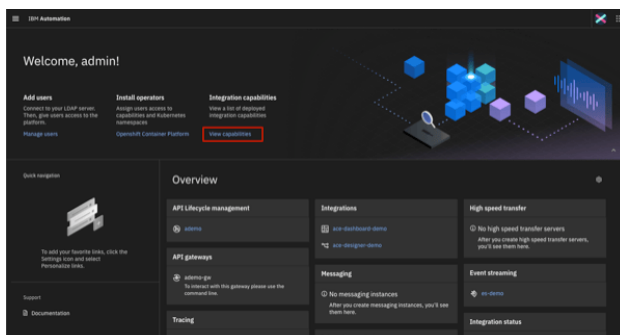 IBM Automation
Welcome, admin!
Add users
Connect to your LDAP server.
Then, give users access to the
platform.
Manage users
Install operators
Assign users access to
capabilities and Kubernetes
namespaces
Openshift Container Platform
Integration capabilities
View a list of deployed
integration capabilities
View capabilities
Quick navigation
To add your favorite links, click the
Settings icon and select
Personalize links.
Support
Documentation
Overview
API Lifecycle management
ademo
API gateways
ademo-gw
To interact with this gateway please use the
command line.
Tracing
Integrations
ace-dashboard-demo
ace-designer-demo
Messaging
No messaging instances
After you create messaging instances, you'll see
them here.
High speed transfer
No high speed transfer servers
After you create high speed transfer servers,
you'll see them here.
Event streaming
es-demo
Integration status